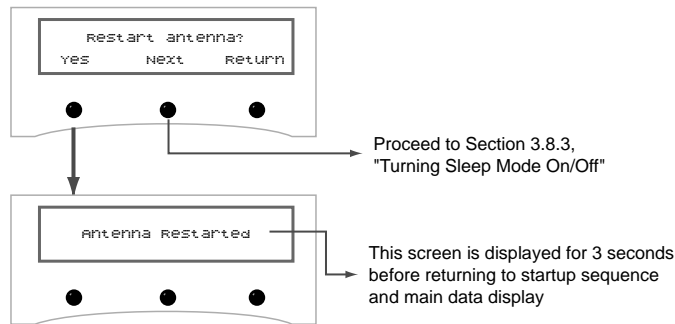 Restart antenna?
Yes Next Return
Proceed to Section 3.8.3,
"Turning Sleep Mode On/Off"
Antenna Restarted
This screen is displayed for 3 seconds
before returning to startup sequence
and main data display